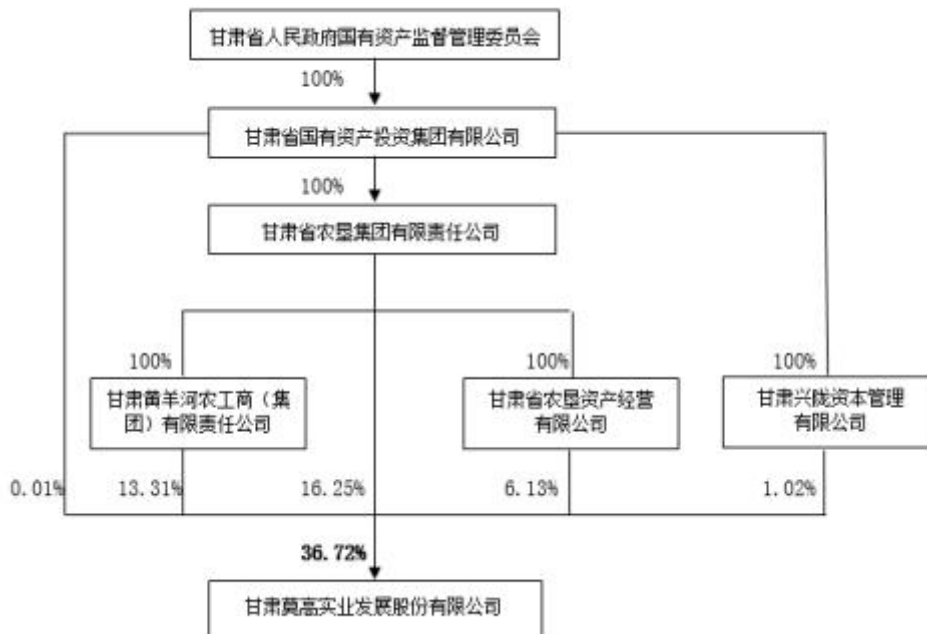 甘肃省人民政府国有资产监督管理委员会
100%
甘肃省国有资产投资集团有限公司
100%
甘肃省农垦集团有限责任公司
100%
100%
100%
甘肃黄羊河农工商（集
团）有限责任公司
甘肃省农垦资产经营
有限公司
甘肃兴陇资本管理
有限公司
0.01%
13.31%
16.25%
6.13%
1.02%
36.72%
甘肃莫高实业发展股份有限公司